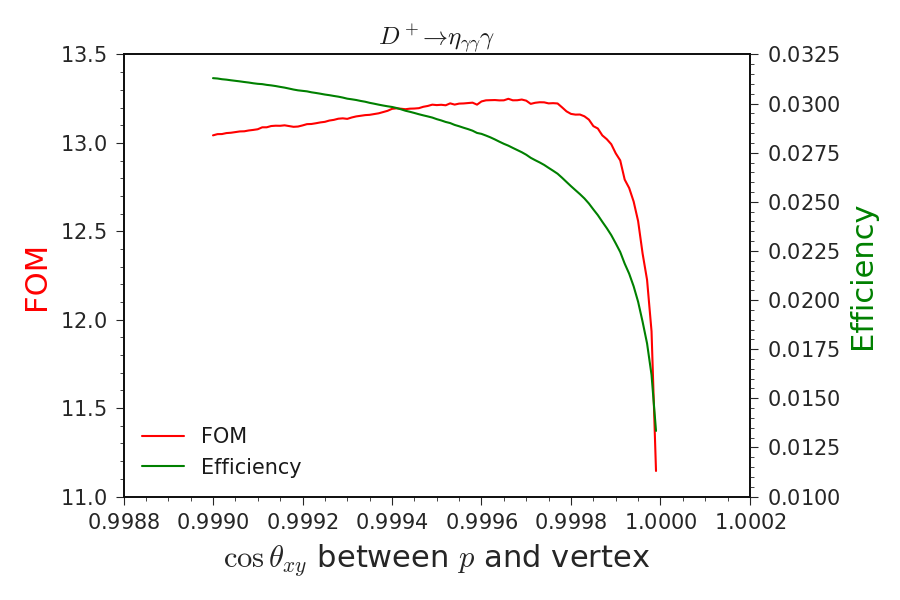 D⁺→η_γγγ
13.5
13.0
12.5
12.0
11.5
11.0
FOM
0.0325
0.0300
0.0275
0.0250
0.0225
0.0200
0.0175
0.0150
0.0125
0.0100
Efficiency
FOM
Efficiency
0.9988 0.9990 0.9992 0.9994 0.9996 0.9998 1.0000 1.0002
cos θ_xy between p and vertex